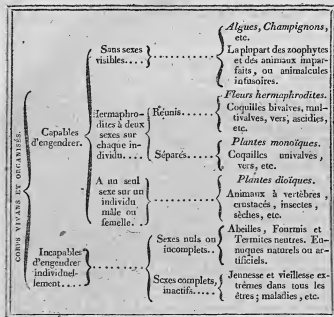 CORPS VIVANS ET ORGANISÉS.
Capables
d'engendrer.
Sans sexes
visibles....
Algues, Champignons,
etc.
La plupart des zoophytes
et des animaux impar-
faits, ou animalcules
infusoires.
Hermaphro-
dites à deux
sexes sur
chaque in-
dividu....
Réunis....
Fleurs hermaphrodites.
Coquilles bivalves, mul-
tivalves, vers, ascidies,
etc.
Séparés....
Plantes monoïques.
Coquilles univalves,
vers, etc.
A un seul
sexe sur un
individu
mâle ou
femelle....
Plantes dioïques.
Animaux à vertèbres,
crustacés, insectes,
sèches, etc.
Incapables
d'engendrer
individuel-
lement....
Sexes nuls ou
incomplets...
Abeilles, Fourmis et
Termites neutres. Eu-
nuques naturels ou ar-
tificiels.
Sexes complets,
inactifs....
Jeunesse et vieillesse ex-
trêmes dans tous les
êtres; maladies, etc.